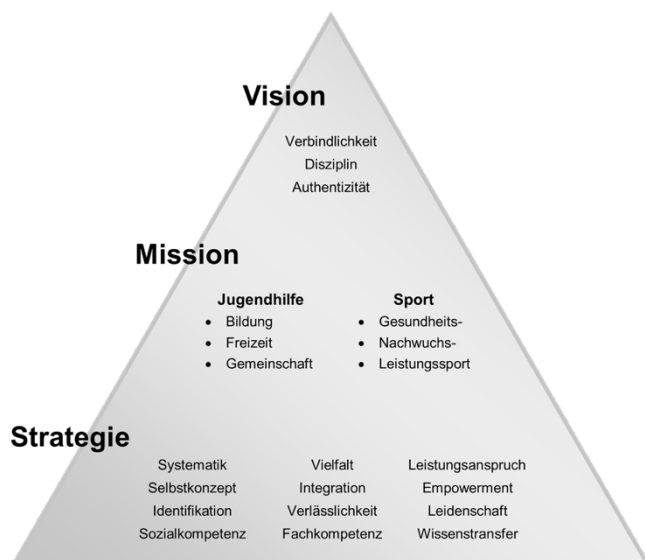 Vision
Verbindlichkeit
Disziplin
Authentizität
Mission
Jugendhilfe
• Bildung
• Freizeit
• Gemeinschaft
Sport
• Gesundheits-
• Nachwuchs-
• Leistungssport
Strategie
Systematik Vielfalt Leistungsanspruch
Selbstkonzept Integration Empowerment
Identifikation Verlässlichkeit Leidenschaft
Sozialkompetenz Fachkompetenz Wissenstransfer